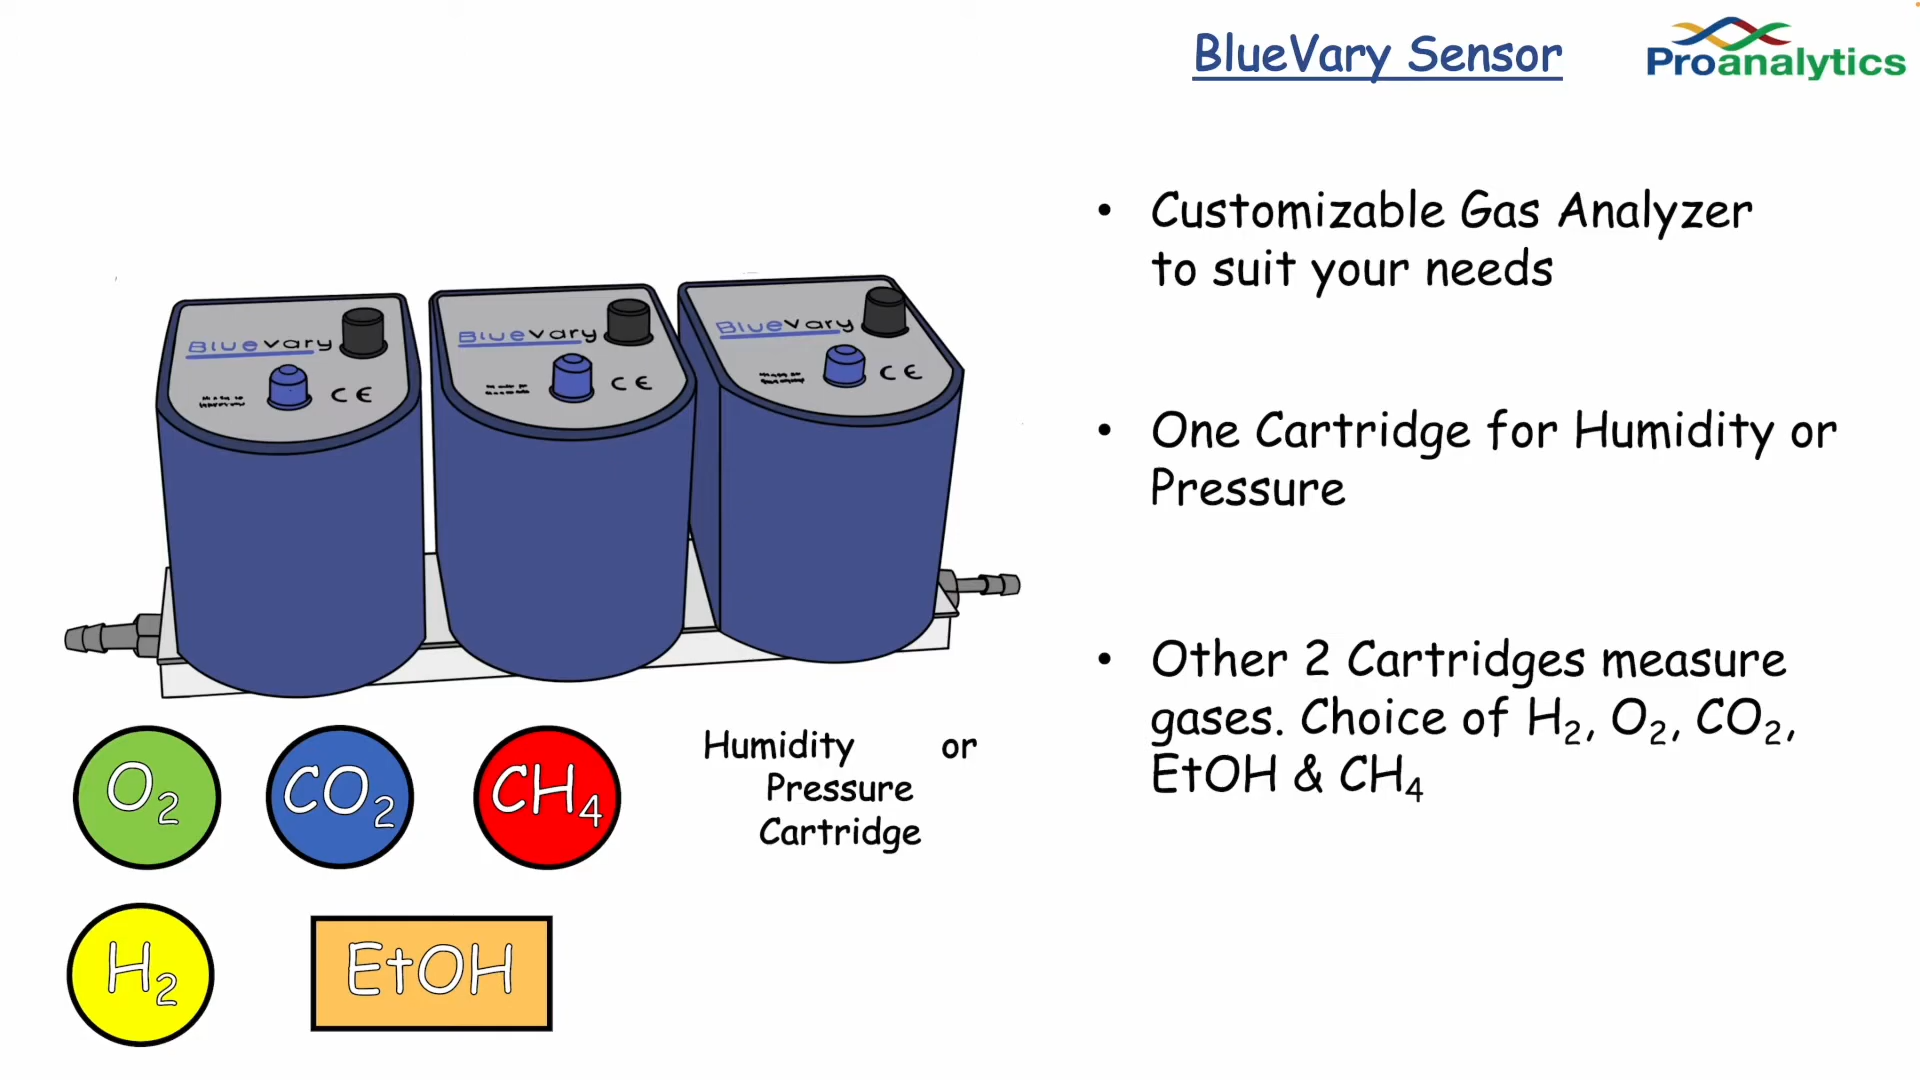 BlueVary Sensor
Proanalytics
• Customizable Gas Analyzer
to suit your needs
• One Cartridge for Humidity or
Pressure
• Other 2 Cartridges measure
gases. Choice of H₂, O₂, CO₂,
EtOH & CH₄
Bluevary
CE
Bluevary
CE
Bluevary
CE
O₂
CO₂
CH₄
Humidity or
Pressure
Cartridge
H₂
EtOH